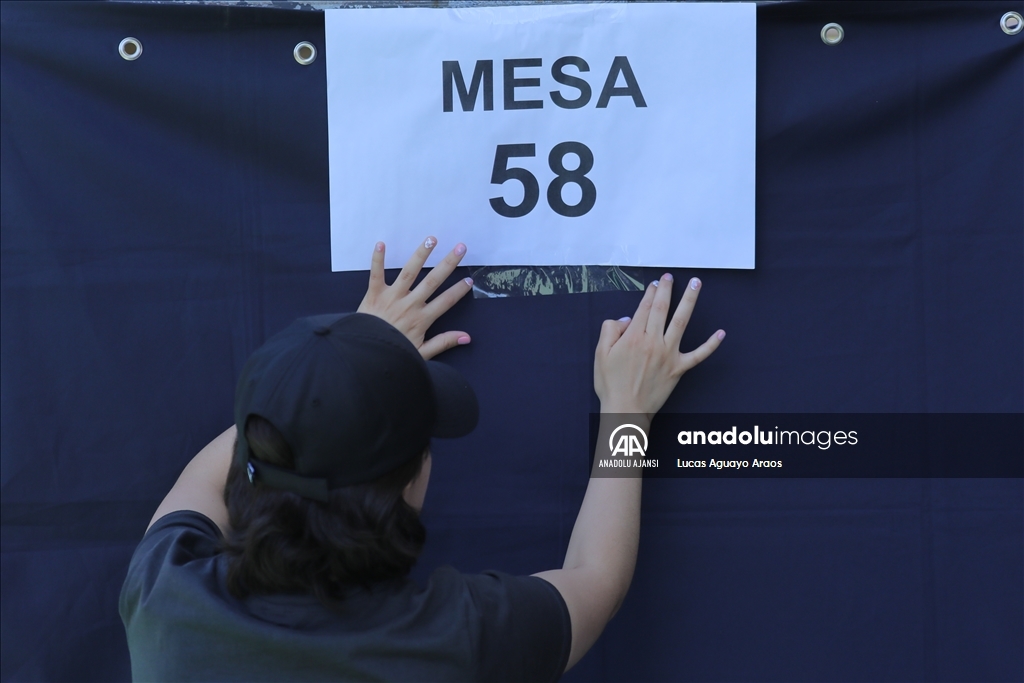 MESA
58
AA
ANADOLU AJANSI
anadoluimages
Lucas Aguayo Araos